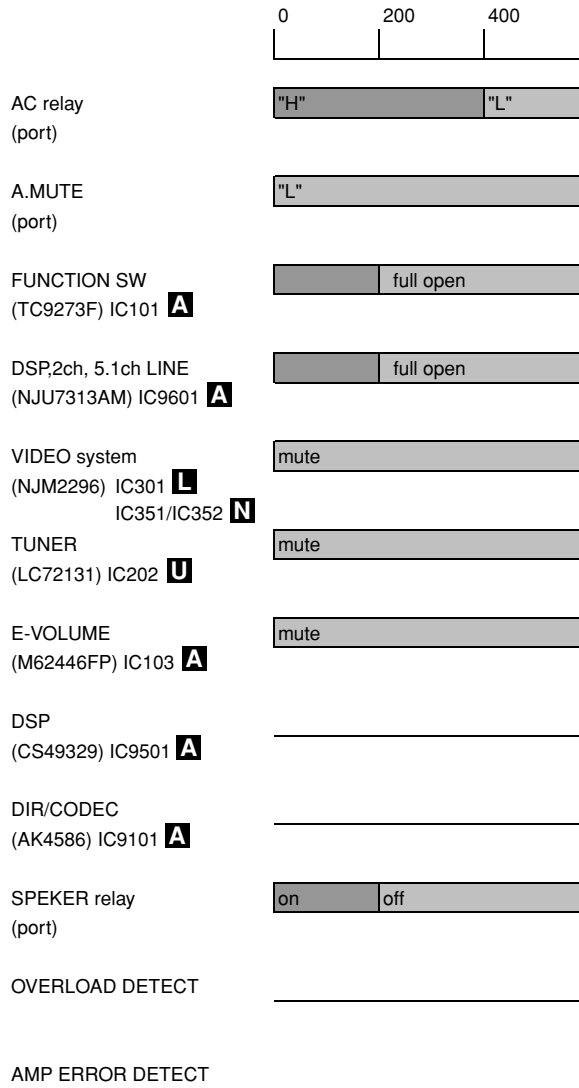 0 200 400
AC relay "H" "L"
(port)
A.MUTE "L"
(port)
FUNCTION SW full open
(TC9273F) IC101 A
DSP,2ch, 5.1ch LINE full open
(NJU7313AM) IC9601 A
VIDEO system mute
(NJM2296) IC301 L
IC351/IC352 N
TUNER mute
(LC72131) IC202 U
E-VOLUME mute
(M62446FP) IC103 A
DSP
(CS49329) IC9501 A
DIR/CODEC
(AK4586) IC9101 A
SPEKER relay on off
(port)
OVERLOAD DETECT
AMP ERROR DETECT